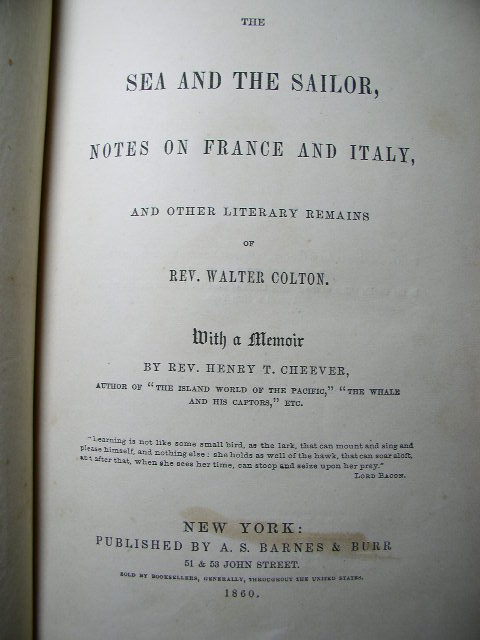 THE
SEA AND THE SAILOR,
NOTES ON FRANCE AND ITALY,
AND OTHER LITERARY REMAINS
OF
REV. WALTER COLTON.
With a Memoir
BY REV. HENRY T. CHEEVER,
AUTHOR OF "THE ISLAND WORLD OF THE PACIFIC," "THE WHALE
AND HIS CAPTORS," ETC.
"Learning is not like some small bird, as the lark, that can mount and sing and
please himself, and nothing else: she holds as well of the hawk, that can soar aloft,
and after that, when she sees her time, can stoop and seize upon her prey."
LORD BACON.
NEW YORK:
PUBLISHED BY A. S. BARNES & BURR
51 & 53 JOHN STREET.
SOLD BY BOOKSELLERS, GENERALLY, THROUGHOUT THE UNITED STATES.
1860.